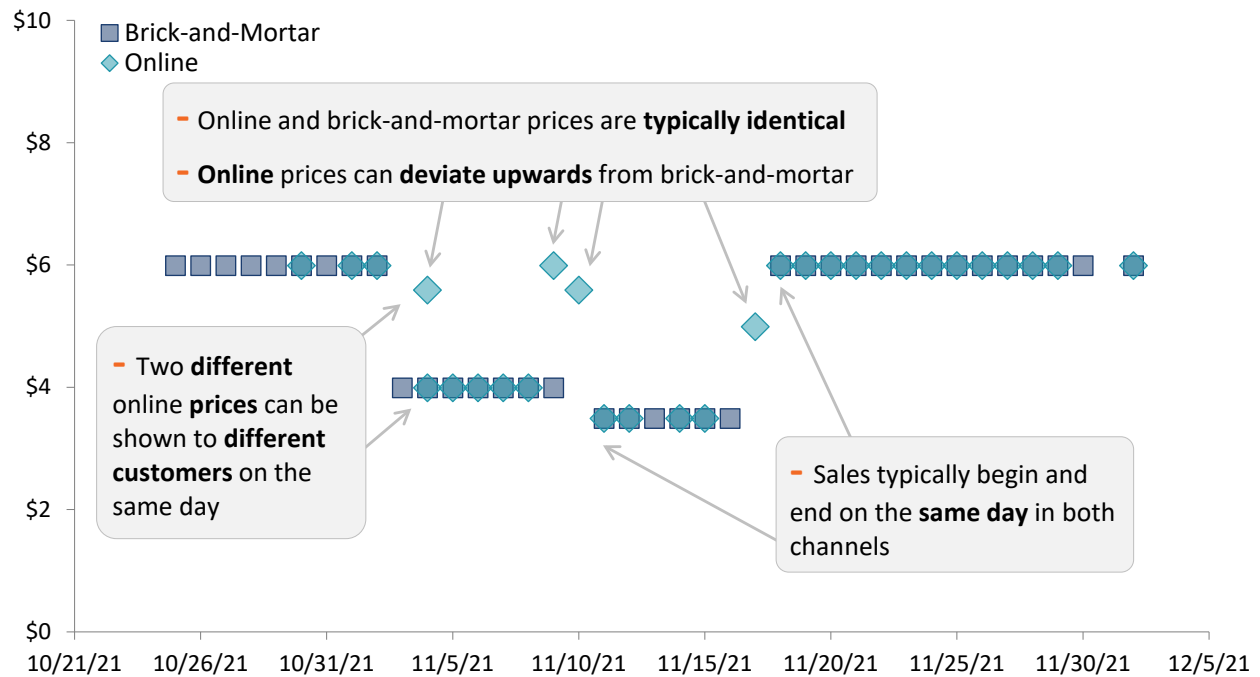 $10
Brick-and-Mortar
Online
- Online and brick-and-mortar prices are typically identical
$8
- Online prices can deviate upwards from brick-and-mortar
$6
- Two different
online prices can be
shown to different
customers on the
same day
$4
- Sales typically begin and
end on the same day in both
channels
$2
$0
10/21/21 10/26/21 10/31/21 11/5/21 11/10/21 11/15/21 11/20/21 11/25/21 11/30/21 12/5/21